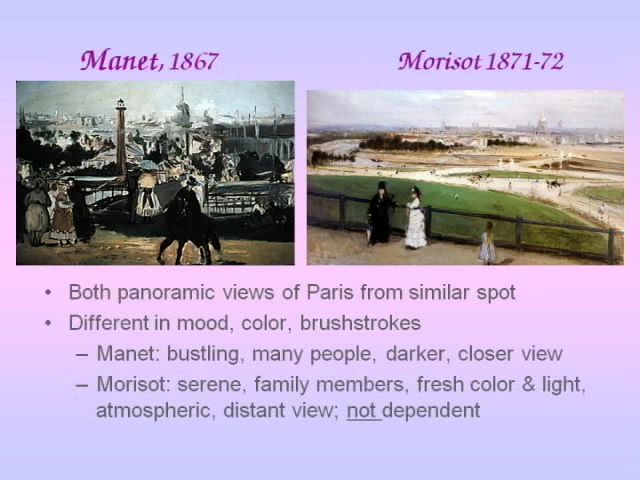 Manet, 1867
Morisot 1871-72
• Both panoramic views of Paris from similar spot
• Different in mood, color, brushstrokes
– Manet: bustling, many people, darker, closer view
– Morisot: serene, family members, fresh color & light,
atmospheric, distant view; not dependent